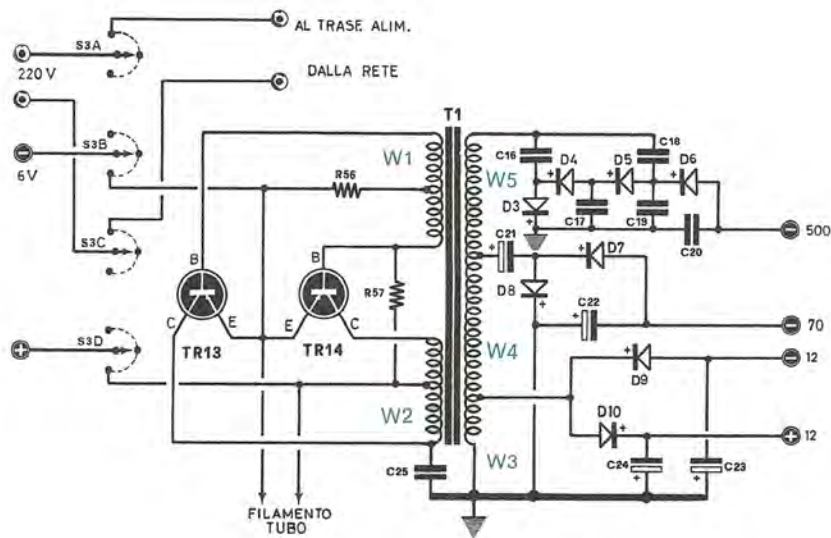 AL TRASF. ALIM.
S3A
220 V
DALLA RETE
T1
S3B
6 V
W1
R56
W5
C16
D4
D5
C18
D6
D3
C17
C19
C20
500
S3C
B
B
R57
C21
D7
D8
C22
70
C
E
E
C
TR13
TR14
S3D
W4
12
D9
W2
D10
12
W3
C25
C24
C23
FILAMENTO
TUBO
+
+
+
+
+
+
+
+
+
+
+
+